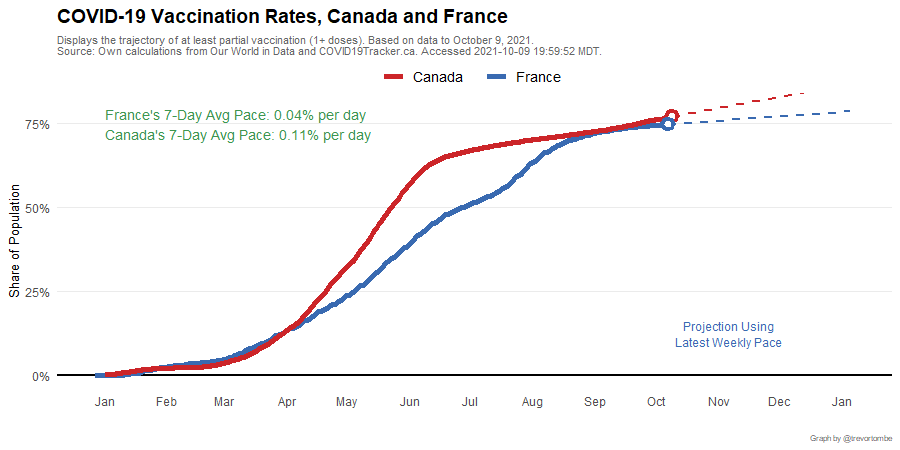 COVID-19 Vaccination Rates, Canada and France
Displays the trajectory of at least partial vaccination (1+ doses). Based on data to October 9, 2021.
Source: Own calculations from Our World in Data and COVID19Tracker.ca. Accessed 2021-10-09 19:59:52 MDT.
Canada France
France's 7-Day Avg Pace: 0.04% per day
Canada's 7-Day Avg Pace: 0.11% per day
75%
50%
25%
0%
Share of Population
Projection Using
Latest Weekly Pace
Jan Feb Mar Apr May Jun Jul Aug Sep Oct Nov Dec Jan
Graph by @trevortombe